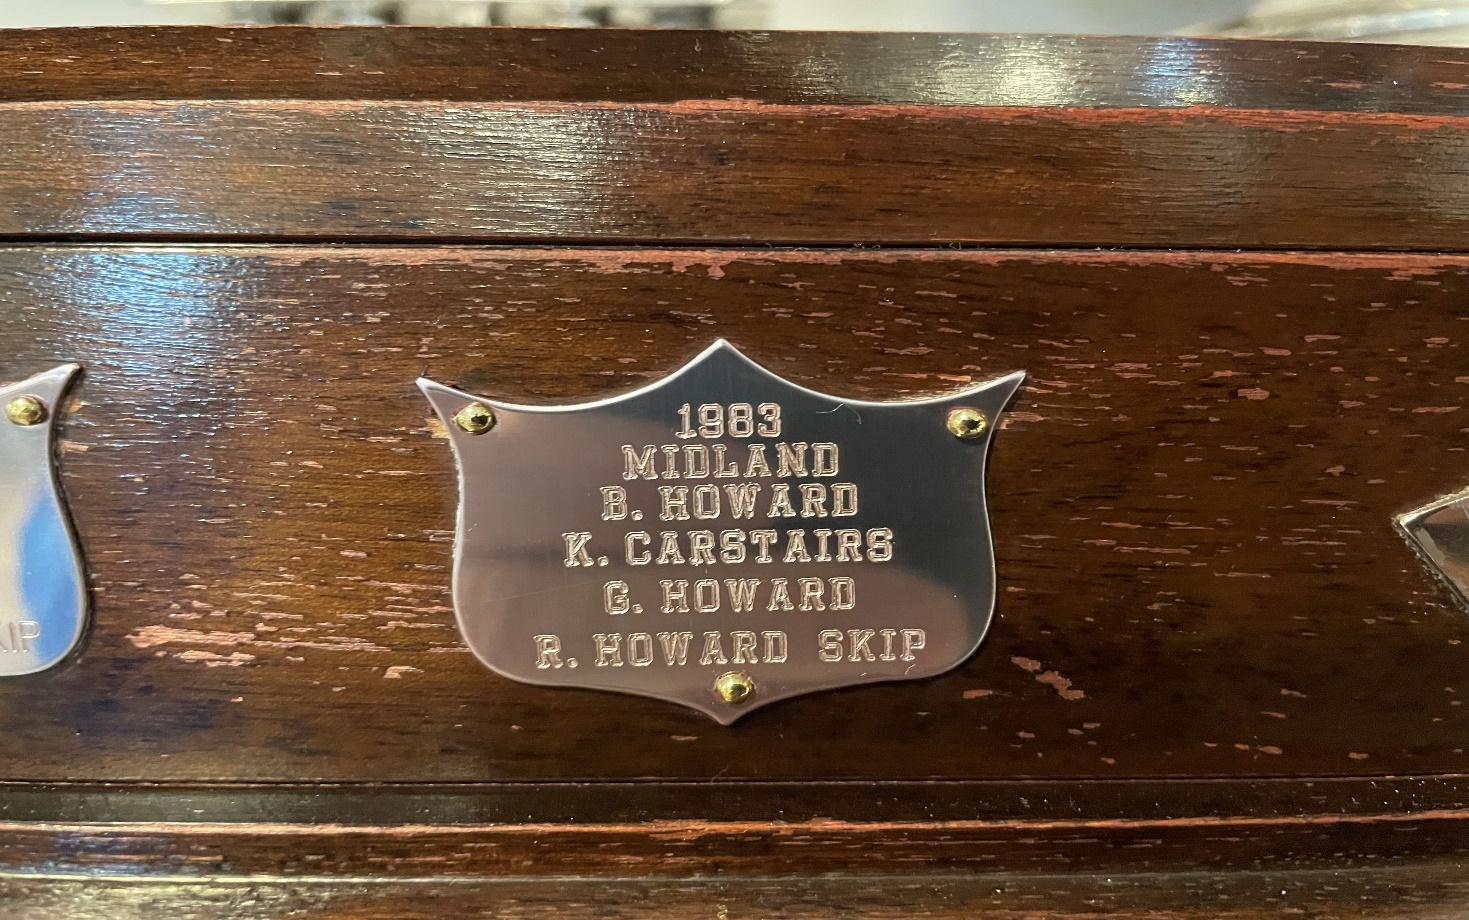 1983
MIDLAND
B. HOWARD
K. CARSTAIRS
G. HOWARD
R. HOWARD SKIP